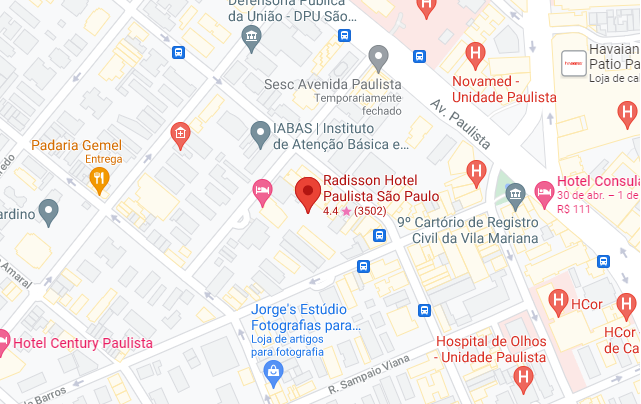 Defensoria Pública
da União - DPU São...
Havaian
Patio Pa
Loja de cal
Sesc Avenida Paulista
Temporariamente
fechado
Novamed -
Unidade Paulista
Av. Paulista
IABAS | Instituto
de Atenção Básica e...
Padaria Gemel
Entrega
Radisson Hotel
Paulista São Paulo
4.4 ★ (3502)
Hotel Consula
30 de abr. – 1 de
R$ 111
ardino
9º Cartório de Registro
Civil da Vila Mariana
Amaral
Jorge's Estúdio
Fotografias para...
Loja de artigos
para fotografia
HCor
HCor
de Ca
Hotel Century Paulista
Hospital de Olhos
- Unidade Paulista
R. Sampaio Viana
de Barros
H
H
H
H
H
H
H